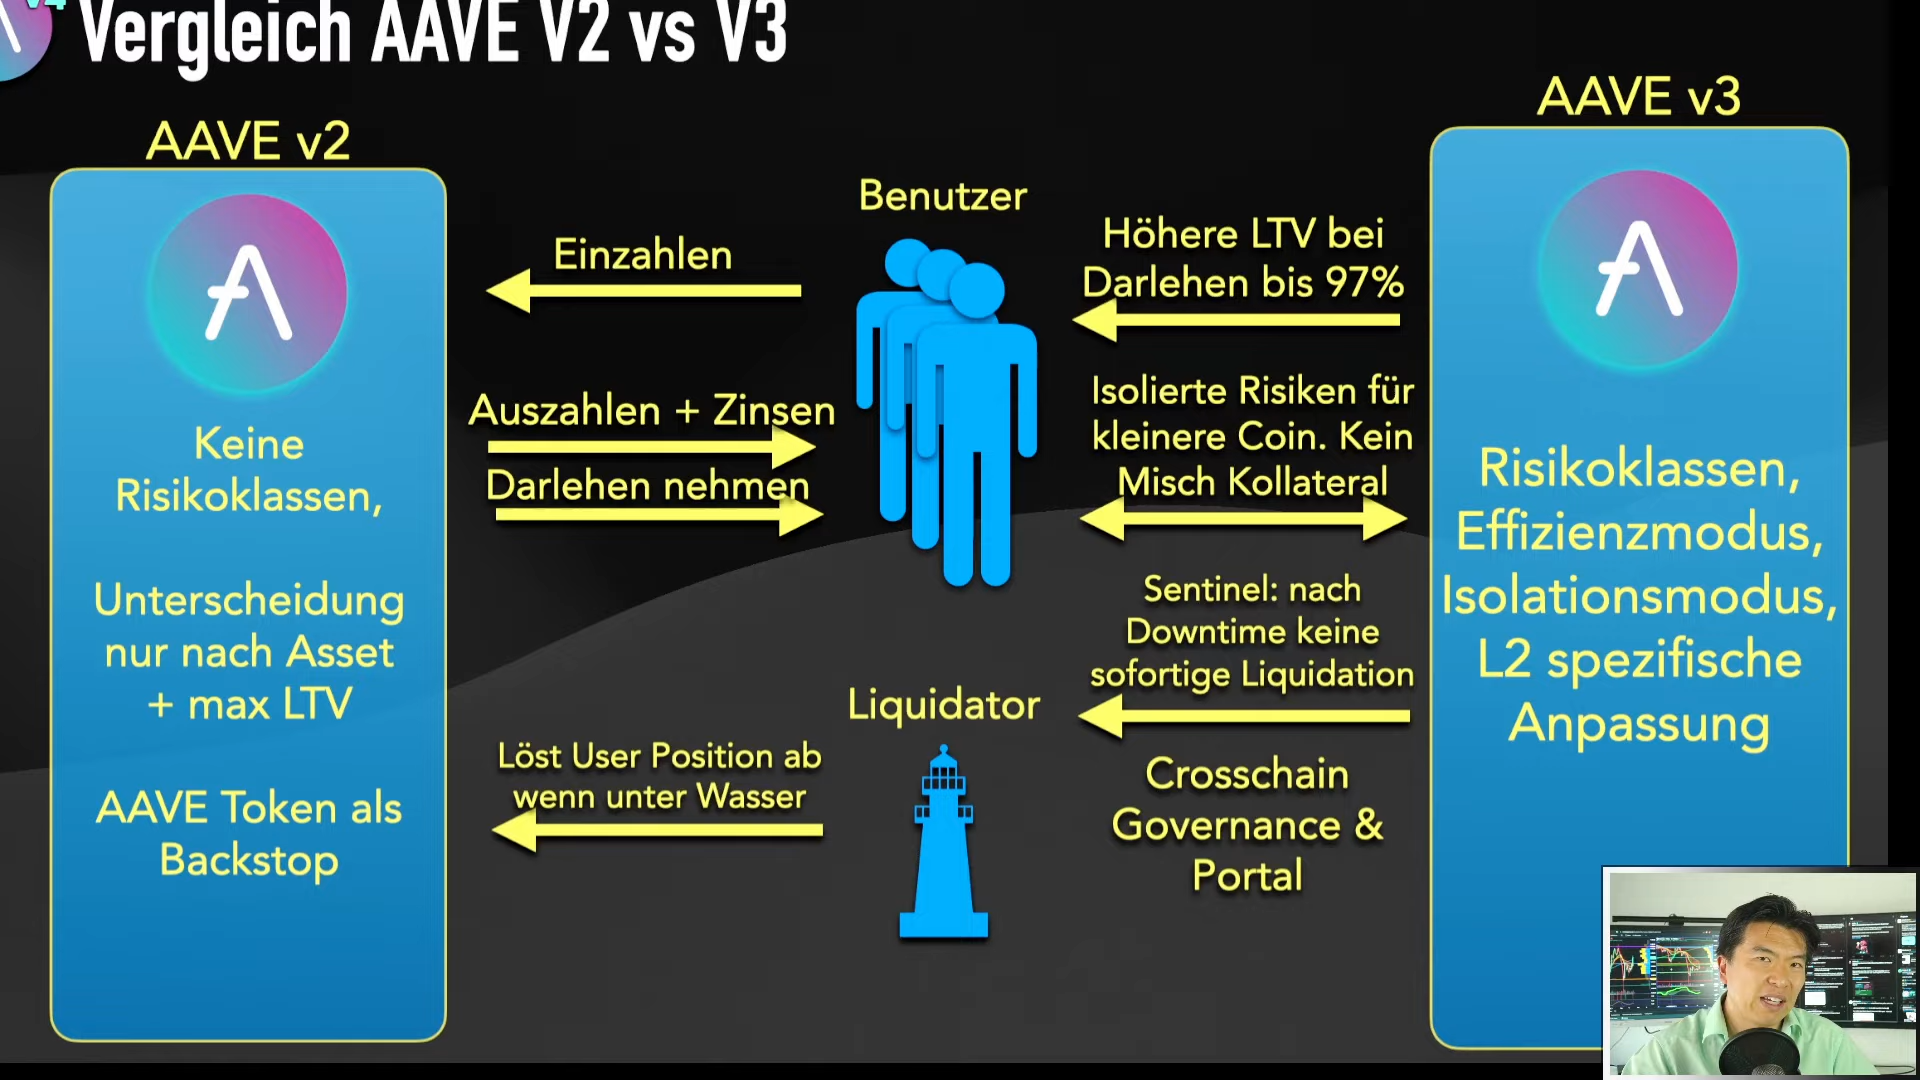 v4
Vergleich AAVE V2 vs V3
AAVE v2
Keine
Risikoklassen,
Unterscheidung
nur nach Asset
+ max LTV
AAVE Token als
Backstop
Einzahlen
Auszahlen + Zinsen
Darlehen nehmen
Löst User Position ab
wenn unter Wasser
Benutzer
Liquidator
Höhere LTV bei
Darlehen bis 97%
Isolierte Risiken für
kleinere Coin. Kein
Misch Kollateral
Sentinel: nach
Downtime keine
sofortige Liquidation
Crosschain
Governance &
Portal
AAVE v3
Risikoklassen,
Effizienzmodus,
Isolationsmodus,
L2 spezifische
Anpassung